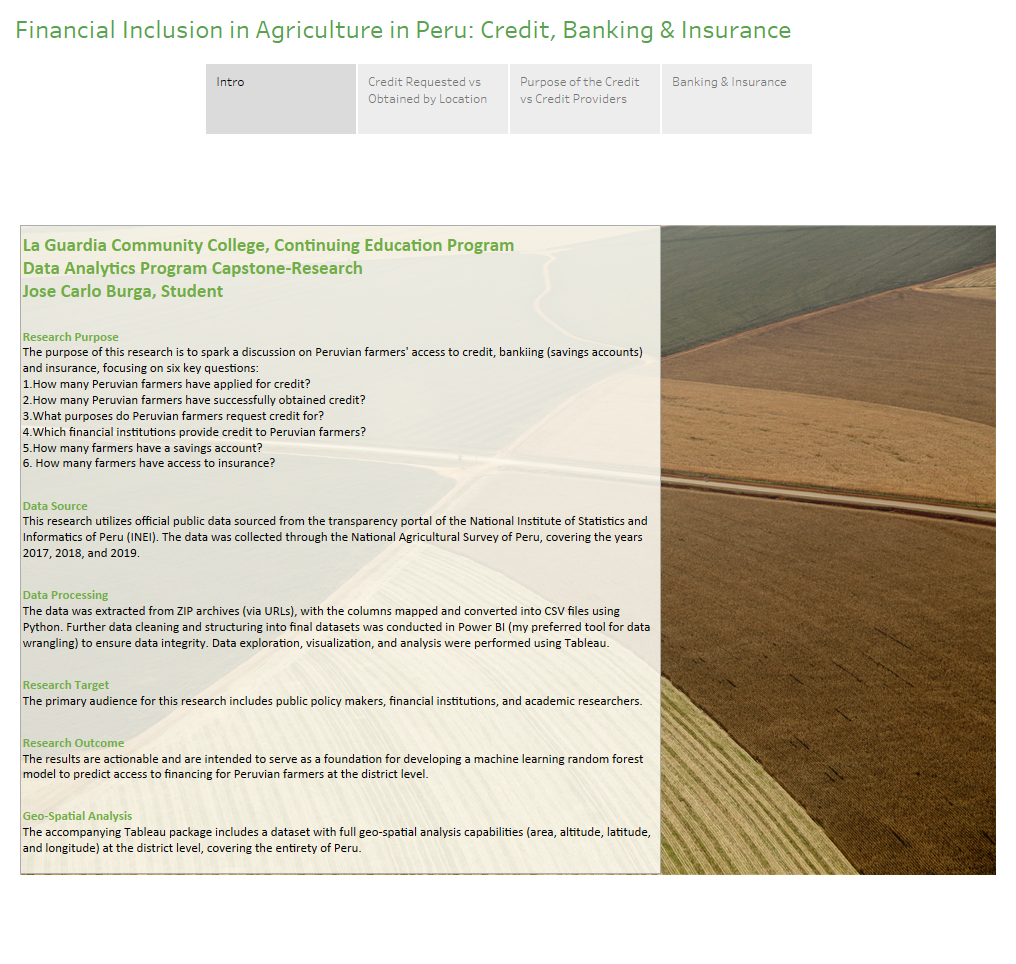 Financial Inclusion in Agriculture in Peru: Credit, Banking & Insurance
Intro
Credit Requested vs
Obtained by Location
Purpose of the Credit
vs Credit Providers
Banking & Insurance
La Guardia Community College, Continuing Education Program
Data Analytics Program Capstone-Research
Jose Carlo Burga, Student
Research Purpose
The purpose of this research is to spark a discussion on Peruvian farmers' access to credit, bankiing (savings accounts)
and insurance, focusing on six key questions:
1.How many Peruvian farmers have applied for credit?
2.How many Peruvian farmers have successfully obtained credit?
3.What purposes do Peruvian farmers request credit for?
4.Which financial institutions provide credit to Peruvian farmers?
5.How many farmers have a savings account?
6. How many farmers have access to insurance?
Data Source
This research utilizes official public data sourced from the transparency portal of the National Institute of Statistics and
Informatics of Peru (INEI). The data was collected through the National Agricultural Survey of Peru, covering the years
2017, 2018, and 2019.
Data Processing
The data was extracted from ZIP archives (via URLs), with the columns mapped and converted into CSV files using
Python. Further data cleaning and structuring into final datasets was conducted in Power BI (my preferred tool for data
wrangling) to ensure data integrity. Data exploration, visualization, and analysis were performed using Tableau.
Research Target
The primary audience for this research includes public policy makers, financial institutions, and academic researchers.
Research Outcome
The results are actionable and are intended to serve as a foundation for developing a machine learning random forest
model to predict access to financing for Peruvian farmers at the district level.
Geo-Spatial Analysis
The accompanying Tableau package includes a dataset with full geo-spatial analysis capabilities (area, altitude, latitude,
and longitude) at the district level, covering the entirety of Peru.